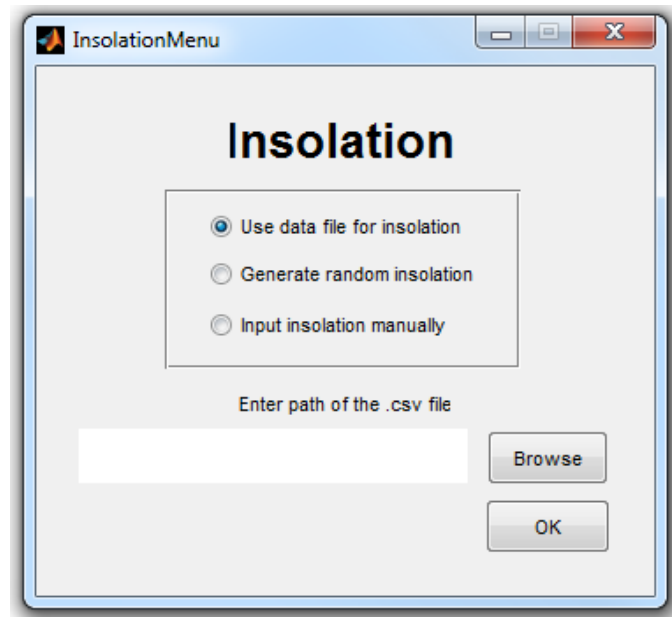 InsolationMenu
Insolation
Use data file for insolation
Generate random insolation
Input insolation manually
Enter path of the .csv file
Browse
OK